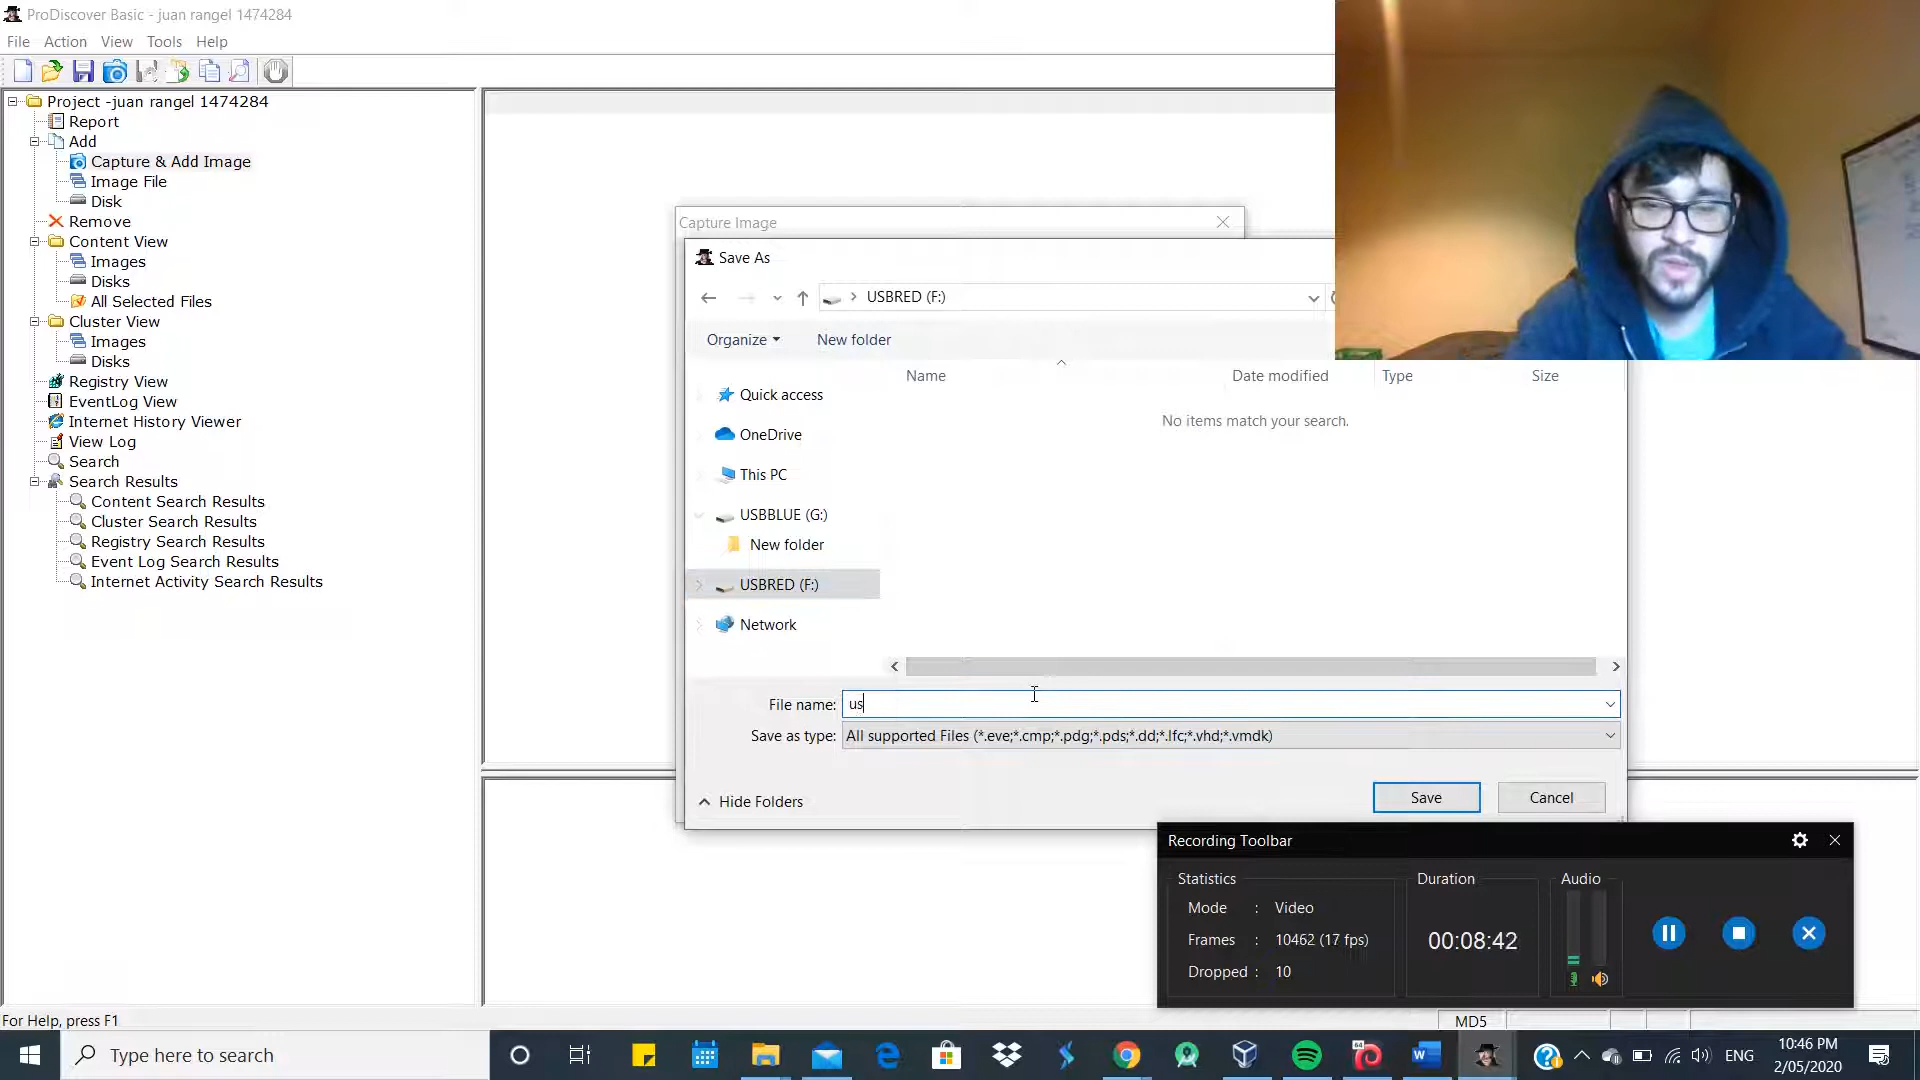 ProDiscover Basic - juan rangel 1474284
File Action View Tools Help
Project -juan rangel 1474284
Report
Add
Capture & Add Image
Image File
Disk
Remove
Content View
Images
Disks
All Selected Files
Cluster View
Images
Disks
Registry View
EventLog View
Internet History Viewer
View Log
Search
Search Results
Content Search Results
Cluster Search Results
Registry Search Results
Event Log Search Results
Internet Activity Search Results
Capture Image
Save As
USBRED (F:)
Organize New folder
Name Date modified Type Size
No items match your search.
Quick access
OneDrive
This PC
USBBLUE (G:)
New folder
USBRED (F:)
Network
File name: us
Save as type: All supported Files (*.eve;*.cmp;*.pdg;*.pds;*.dd;*.lfc;*.vhd;*.vmdk)
Hide Folders
Save Cancel
Recording Toolbar
Statistics Duration Audio
Mode : Video
Frames : 10462 (17 fps)
Dropped : 10
00:08:42
For Help, press F1
MD5
Type here to search
64
ENG
10:46 PM
2/05/2020